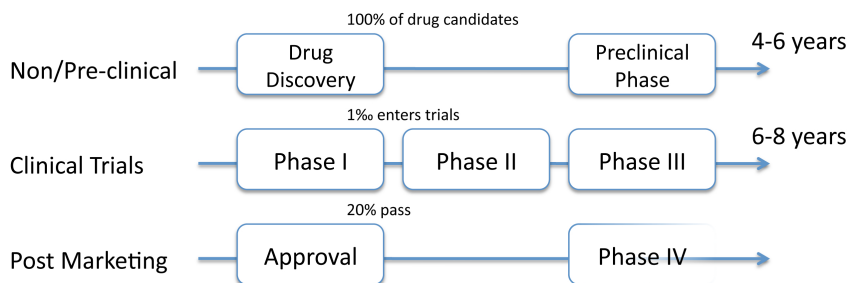 100% of drug candidates
Non/Pre-clinical
Drug
Discovery
Preclinical
Phase
4-6 years
1‰ enters trials
Clinical Trials
Phase I
Phase II
Phase III
6-8 years
20% pass
Post Marketing
Approval
Phase IV